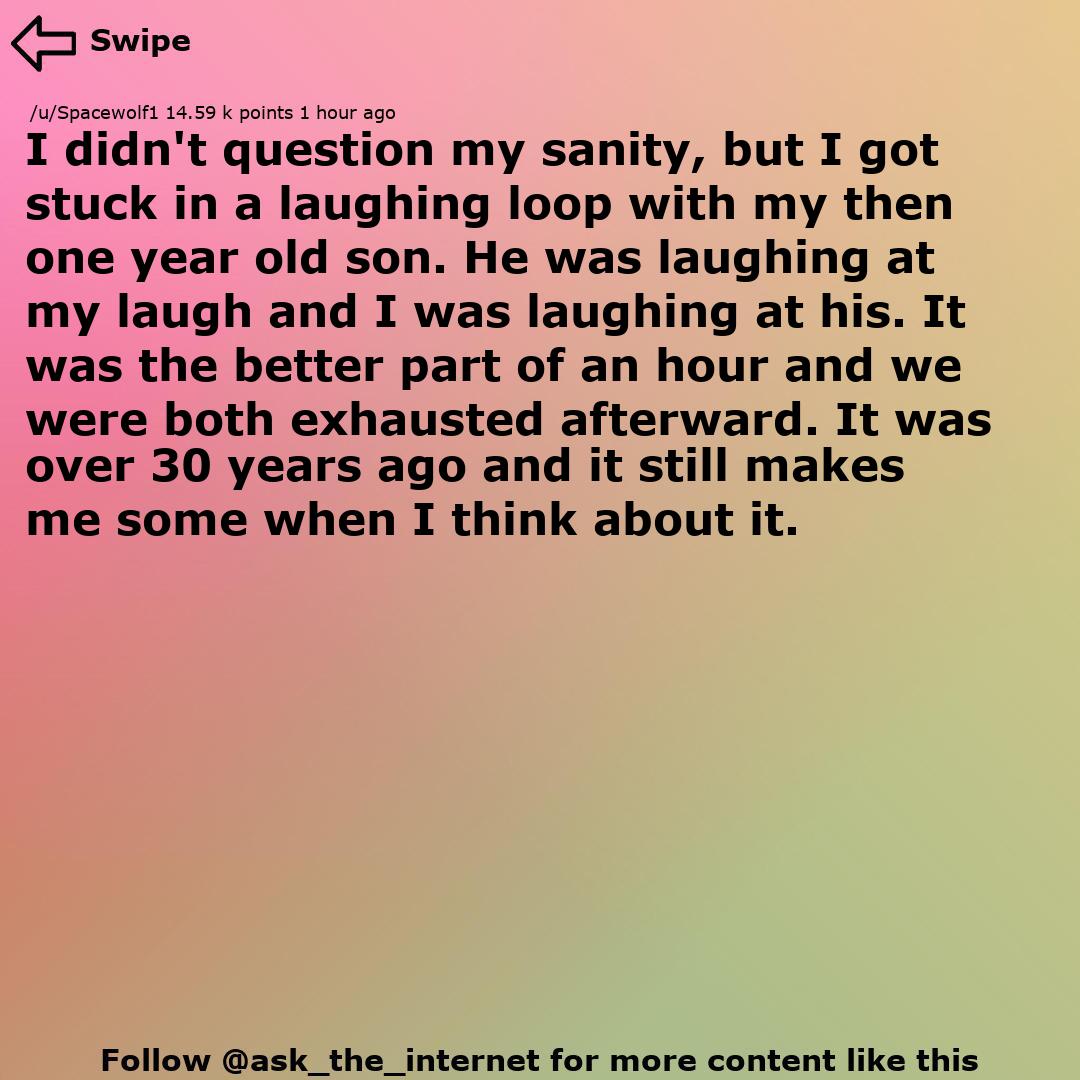 Swipe
/u/Spacewolf1 14.59 k points 1 hour ago
I didn't question my sanity, but I got
stuck in a laughing loop with my then
one year old son. He was laughing at
my laugh and I was laughing at his. It
was the better part of an hour and we
were both exhausted afterward. It was
over 30 years ago and it still makes
me some when I think about it.
Follow @ask_the_internet for more content like this